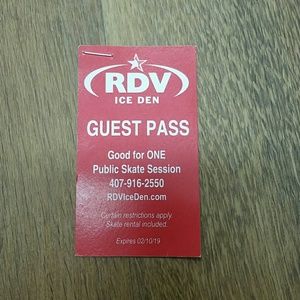 RDV
ICE DEN
GUEST PASS
Good for ONE
Public Skate Session
407-916-2550
RDVIceDen.com
Certain restrictions apply
Skate rental included.
Expires 02/10/19